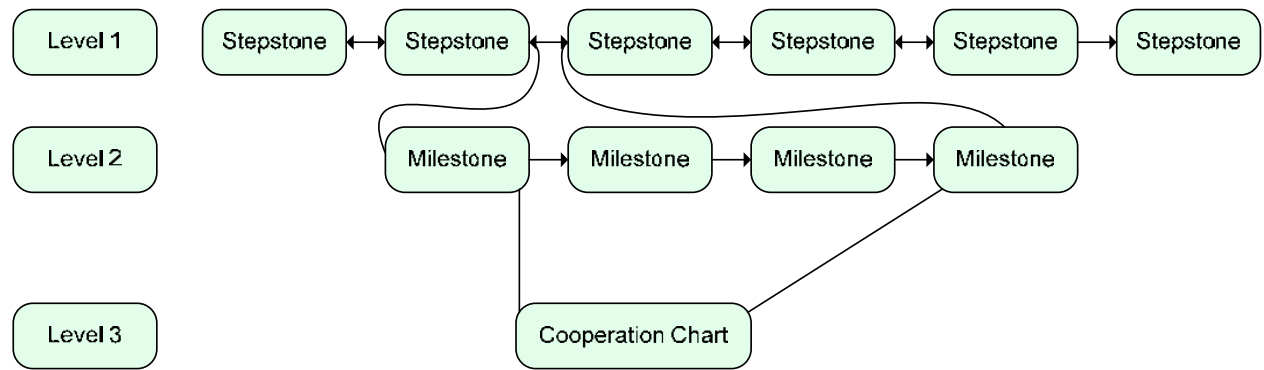 Level 1
Stepstone
Stepstone
Stepstone
Stepstone
Stepstone
Stepstone
Level 2
Milestone
Milestone
Milestone
Milestone
Level 3
Cooperation Chart